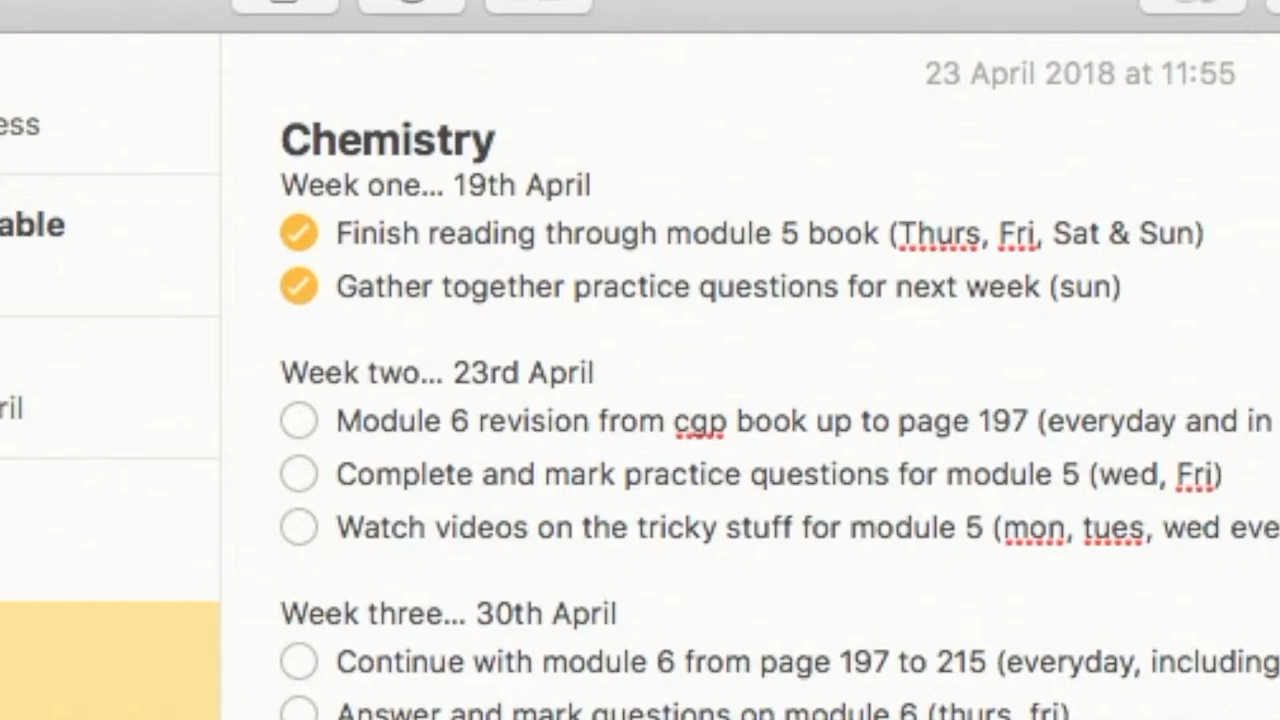 23 April 2018 at 11:55
ess
Chemistry
Week one... 19th April
able
Finish reading through module 5 book (Thurs, Fri, Sat & Sun)
Gather together practice questions for next week (sun)
Week two... 23rd April
ril
Module 6 revision from cgp book up to page 197 (everyday and in
Complete and mark practice questions for module 5 (wed, Fri)
Watch videos on the tricky stuff for module 5 (mon, tues, wed eve
Week three... 30th April
Continue with module 6 from page 197 to 215 (everyday, including
Answer and mark questions on module 6 (thurs, fri)